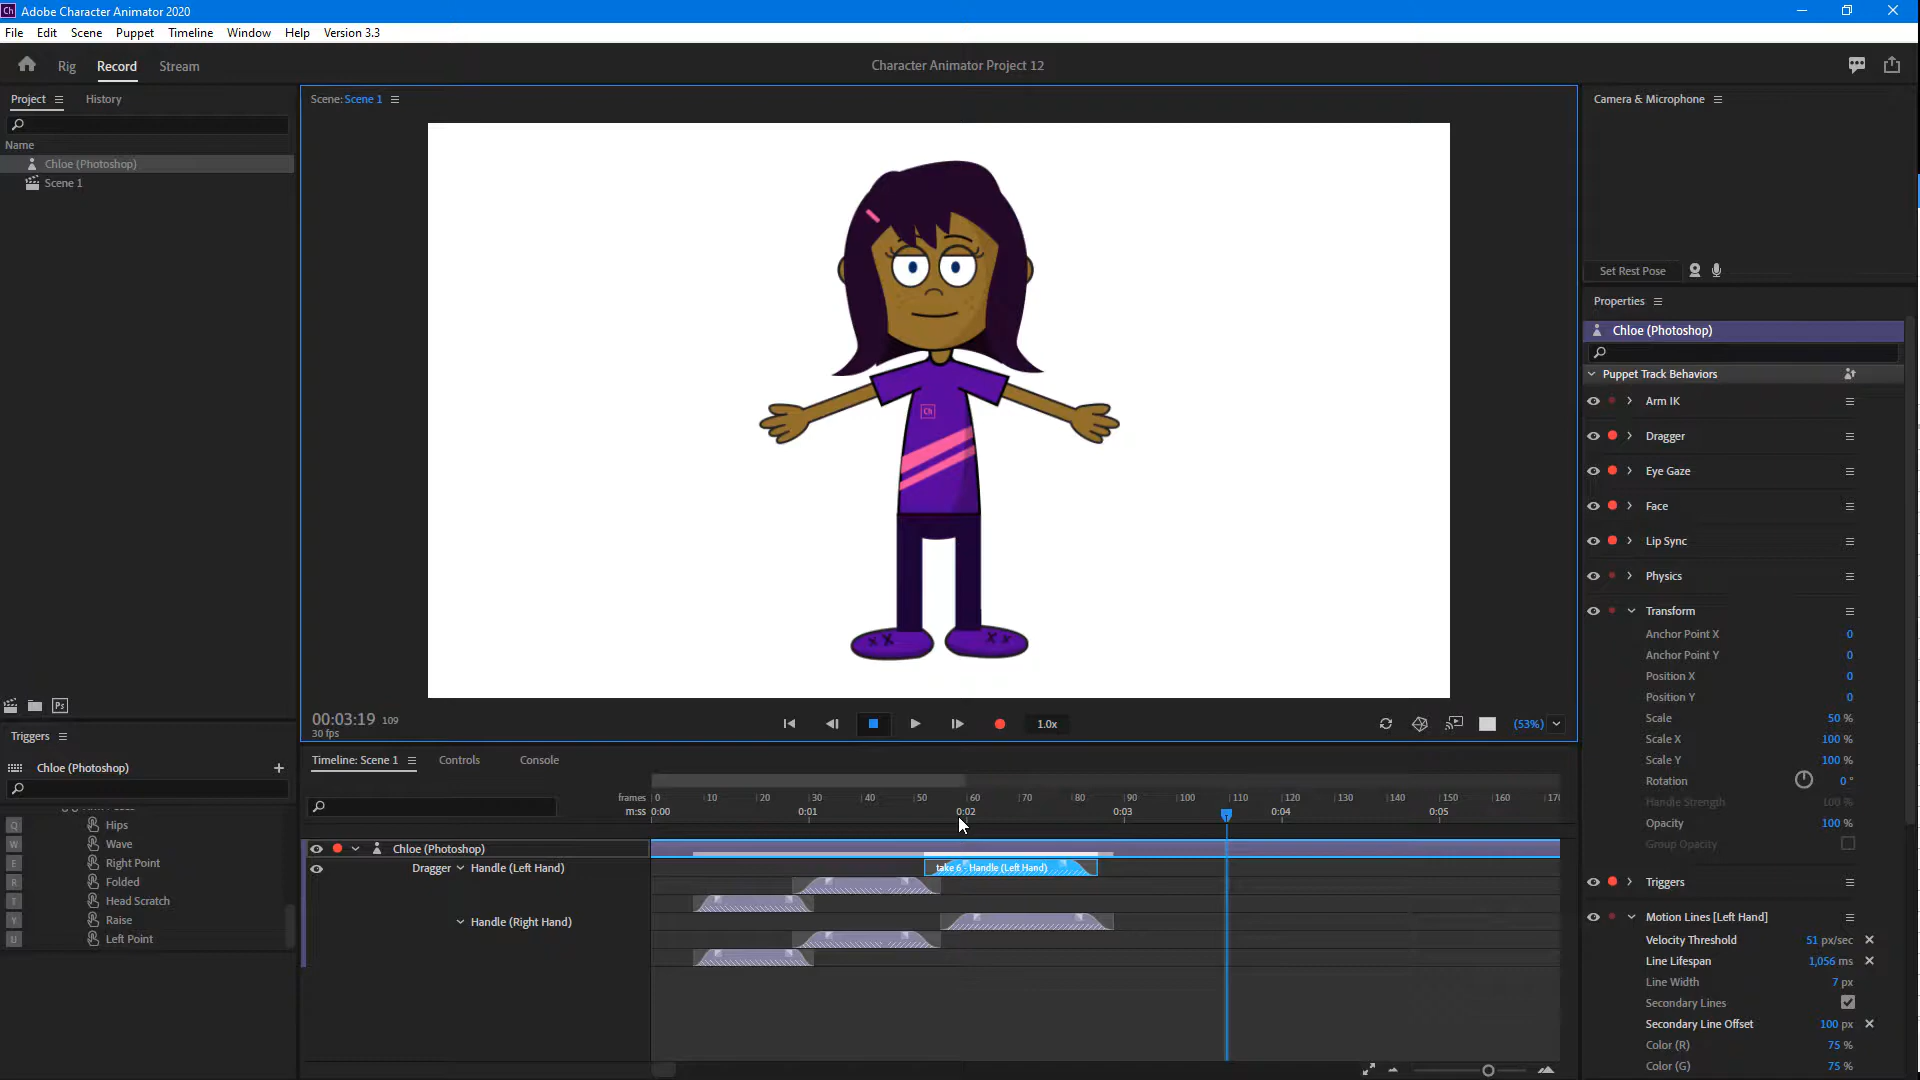 Ch Adobe Character Animator 2020
File Edit Scene Puppet Timeline Window Help Version 3.3
Rig Record Stream
Character Animator Project 12
Project History
Name
Chloe (Photoshop)
Scene 1
Ps
Scene: Scene 1
Ch
00:03:19 109
30 fps
1.0x
(53%)
Camera & Microphone
Set Rest Pose
Properties
Chloe (Photoshop)
Puppet Track Behaviors
Arm IK
Dragger
Eye Gaze
Face
Lip Sync
Physics
Transform
Anchor Point X 0
Anchor Point Y 0
Position X 0
Position Y 0
Scale 50 %
Scale X 100 %
Scale Y 100 %
Rotation 0 °
Handle Strength 100 %
Opacity 100 %
Group Opacity
Triggers
Motion Lines [Left Hand]
Velocity Threshold 51 px/sec
Line Lifespan 1,056 ms
Line Width 7 px
Secondary Lines
Secondary Line Offset 100 px
Color (R) 75 %
Color (G) 75 %
Triggers
Chloe (Photoshop)
Q Hips
W Wave
E Right Point
R Folded
T Head Scratch
Y Raise
U Left Point
Timeline: Scene 1 Controls Console
frames 0 10 20 30 40 50 60 70 80 90 100 110 120 130 140 150 160 170
m:ss 0:00 0:01 0:02 0:03 0:04 0:05
Chloe (Photoshop)
Dragger Handle (Left Hand)
take 6 - Handle (Left Hand)
Handle (Right Hand)